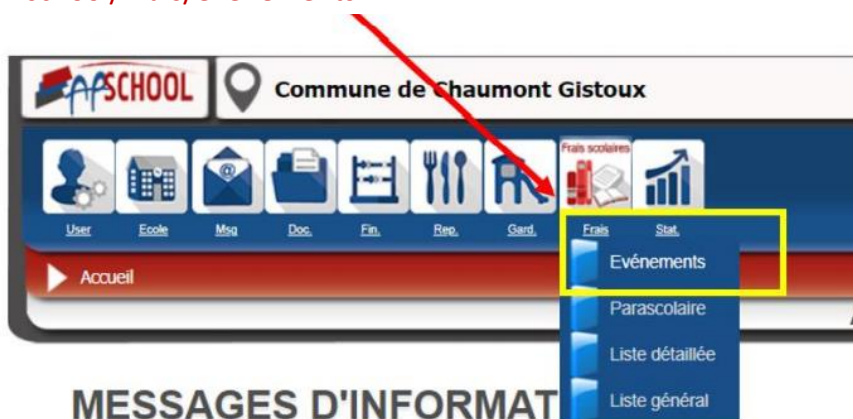 APSCHOOL
Commune de Chaumont Gistoux
Frais scolaires
User Ecole Msg Doc. Fin. Rep. Gard. Frais Stat.
Accueil
Evénements
Parascolaire
Liste détaillée
Liste général
MESSAGES D'INFORMAT